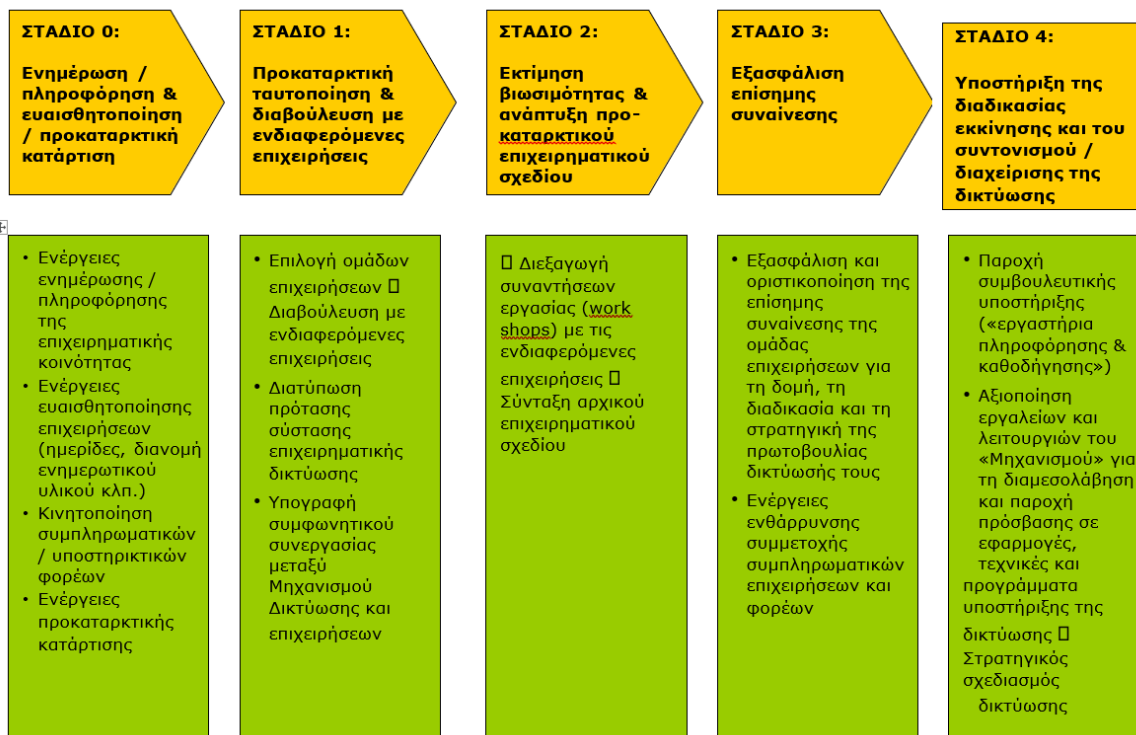 ΣΤΑΔΙΟ 0:
Ενημέρωση /
πληροφόρηση &
ευαισθητοποίηση
/ προκαταρκτική
κατάρτιση
ΣΤΑΔΙΟ 1:
Προκαταρκτική
ταυτοποίηση &
διαβούλευση με
ενδιαφερόμενες
επιχειρήσεις
ΣΤΑΔΙΟ 2:
Εκτίμηση
βιωσιμότητας &
ανάπτυξη προ-
καταρκτικού
επιχειρηματικού
σχεδίου
ΣΤΑΔΙΟ 3:
Εξασφάλιση
επίσημης
συναίνεσης
ΣΤΑΔΙΟ 4:
Υποστήριξη της
διαδικασίας
εκκίνησης και του
συντονισμού /
διαχείρισης της
δικτύωσης
• Ενέργειες
ενημέρωσης /
πληροφόρησης
της
επιχειρηματικής
κοινότητας
• Ενέργειες
ευαισθητοποίησης
επιχειρήσεων
(ημερίδες, διανομή
ενημερωτικού
υλικού κλπ.)
• Κινητοποίηση
συμπληρωματικών
/ υποστηρικτικών
φορέων
• Ενέργειες
προκαταρκτικής
κατάρτισης
• Επιλογή ομάδων
επιχειρήσεων 
Διαβούλευση με
ενδιαφερόμενες
επιχειρήσεις
• Διατύπωση
πρότασης
σύστασης
επιχειρηματικής
δικτύωσης
• Υπογραφή
συμφωνητικού
συνεργασίας
μεταξύ
Μηχανισμού
Δικτύωσης και
επιχειρήσεων
 Διεξαγωγή
συναντήσεων
εργασίας (work
shops) με τις
ενδιαφερόμενες
επιχειρήσεις 
Σύνταξη αρχικού
επιχειρηματικού
σχεδίου
• Εξασφάλιση και
οριστικοποίηση της
επίσημης
συναίνεσης της
ομάδας
επιχειρήσεων για
τη δομή, τη
διαδικασία και τη
στρατηγική της
πρωτοβουλίας
δικτύωσής τους
• Ενέργειες
ενθάρρυνσης
συμμετοχής
συμπληρωματικών
επιχειρήσεων και
φορέων
• Παροχή
συμβουλευτικής
υποστήριξης
(«εργαστήρια
πληροφόρησης &
καθοδήγησης»)
• Αξιοποίηση
εργαλείων και
λειτουργιών του
«Μηχανισμού» για
τη διαμεσολάβηση
και παροχή
πρόσβασης σε
εφαρμογές,
τεχνικές και
προγράμματα
υποστήριξης της
δικτύωσης 
Στρατηγικός
σχεδιασμός
δικτύωσης